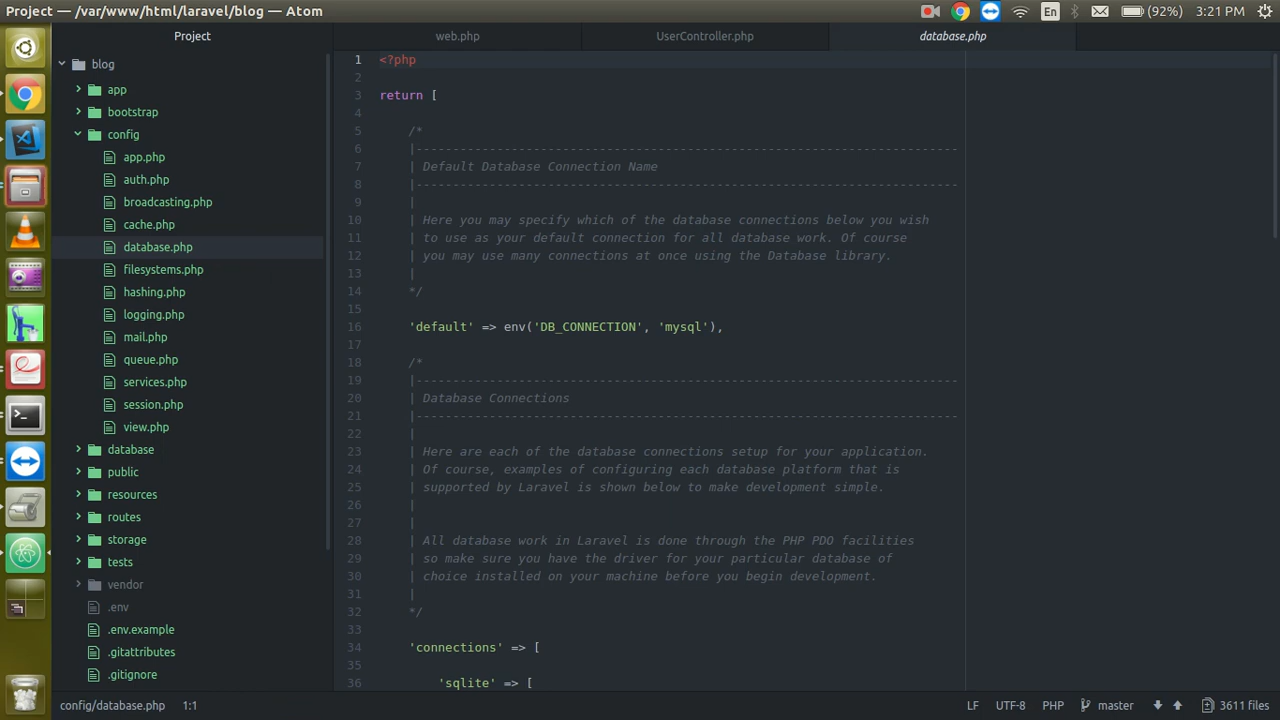 Project — /var/www/html/laravel/blog — Atom
En
(92%)
3:21 PM
Project
web.php
UserController.php
database.php
blog
app
bootstrap
config
app.php
auth.php
broadcasting.php
cache.php
database.php
filesystems.php
hashing.php
logging.php
mail.php
queue.php
services.php
session.php
view.php
database
public
resources
routes
storage
tests
vendor
.env
.env.example
.gitattributes
.gitignore
1 <?php
2
3 return [
4
5 /*
6 |--------------------------------------------------------------------------
7 | Default Database Connection Name
8 |--------------------------------------------------------------------------
9 |
10 | Here you may specify which of the database connections below you wish
11 | to use as your default connection for all database work. Of course
12 | you may use many connections at once using the Database library.
13 |
14 */
15
16 'default' => env('DB_CONNECTION', 'mysql'),
17
18 /*
19 |--------------------------------------------------------------------------
20 | Database Connections
21 |--------------------------------------------------------------------------
22 |
23 | Here are each of the database connections setup for your application.
24 | Of course, examples of configuring each database platform that is
25 | supported by Laravel is shown below to make development simple.
26 |
27 |
28 | All database work in Laravel is done through the PHP PDO facilities
29 | so make sure you have the driver for your particular database of
30 | choice installed on your machine before you begin development.
31 |
32 */
33
34 'connections' => [
35
36 'sqlite' => [
config/database.php 1:1
LF UTF-8 PHP master 3611 files